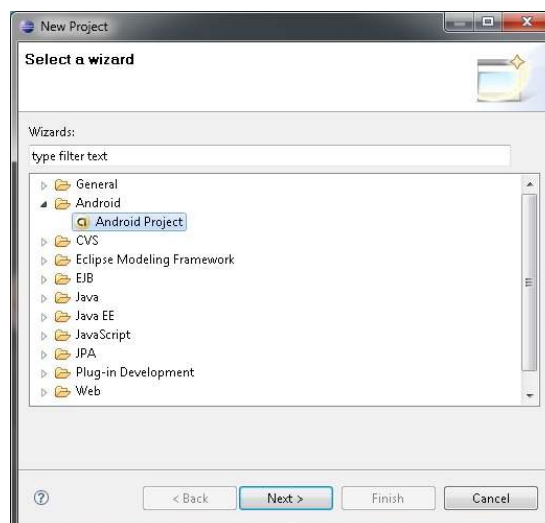 New Project
Select a wizard
Wizards:
type filter text
General
Android
Android Project
CVS
Eclipse Modeling Framework
EJB
Java
Java EE
JavaScript
JPA
Plug-in Development
Web
< Back Next > Finish Cancel